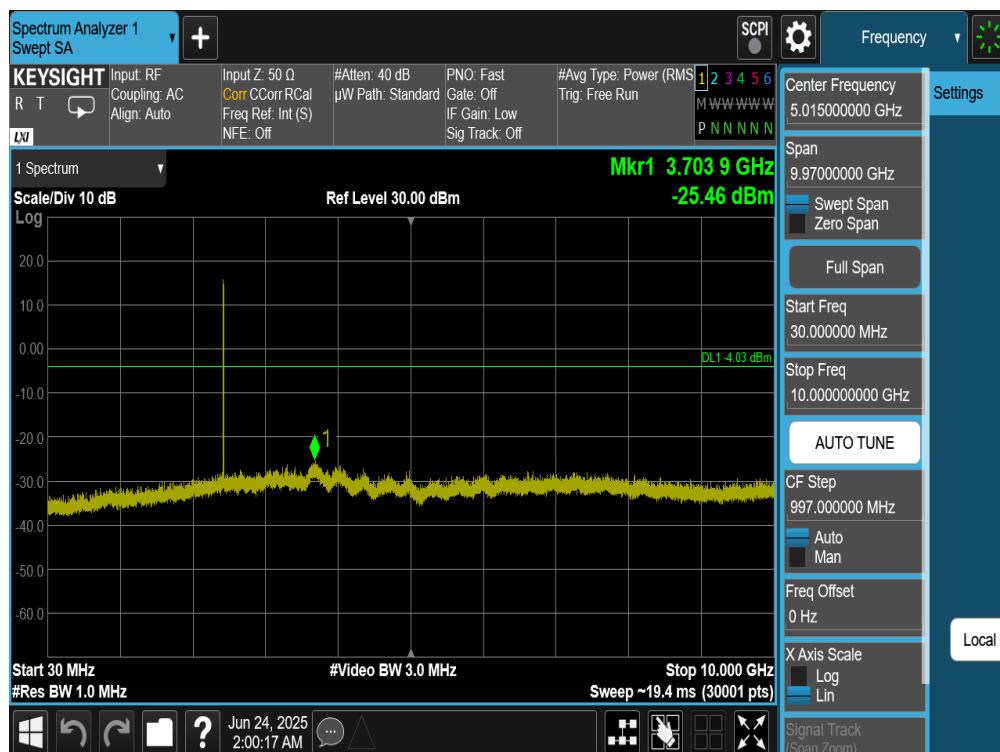 Spectrum Analyzer 1
Swept SA
+
SCPI
Frequency
KEYSIGHT
R T
LXI
Input: RF
Coupling: AC
Align: Auto
Input Z: 50 Ω
Corr CCorr RCal
Freq Ref: Int (S)
NFE: Off
#Atten: 40 dB
µW Path: Standard
PNO: Fast
Gate: Off
IF Gain: Low
Sig Track: Off
#Avg Type: Power (RMS
Trig: Free Run
1 2 3 4 5 6
M W W W W W
P N N N N N
1 Spectrum
Mkr1 3.703 9 GHz
-25.46 dBm
Scale/Div 10 dB
Ref Level 30.00 dBm
Log
20.0
10.0
0.00
DL1 -4.03 dBm
-10.0
-20.0
1
-30.0
-40.0
-50.0
-60.0
Start 30 MHz
#Video BW 3.0 MHz
Stop 10.000 GHz
#Res BW 1.0 MHz
Sweep ~19.4 ms (30001 pts)
?
Jun 24, 2025
2:00:17 AM
Center Frequency
5.015000000 GHz
Span
9.97000000 GHz
Swept Span
Zero Span
Full Span
Start Freq
30.000000 MHz
Stop Freq
10.000000000 GHz
AUTO TUNE
CF Step
997.000000 MHz
Auto
Man
Freq Offset
0 Hz
X Axis Scale
Log
Lin
Signal Track
(Span Zoom)
Settings
Local